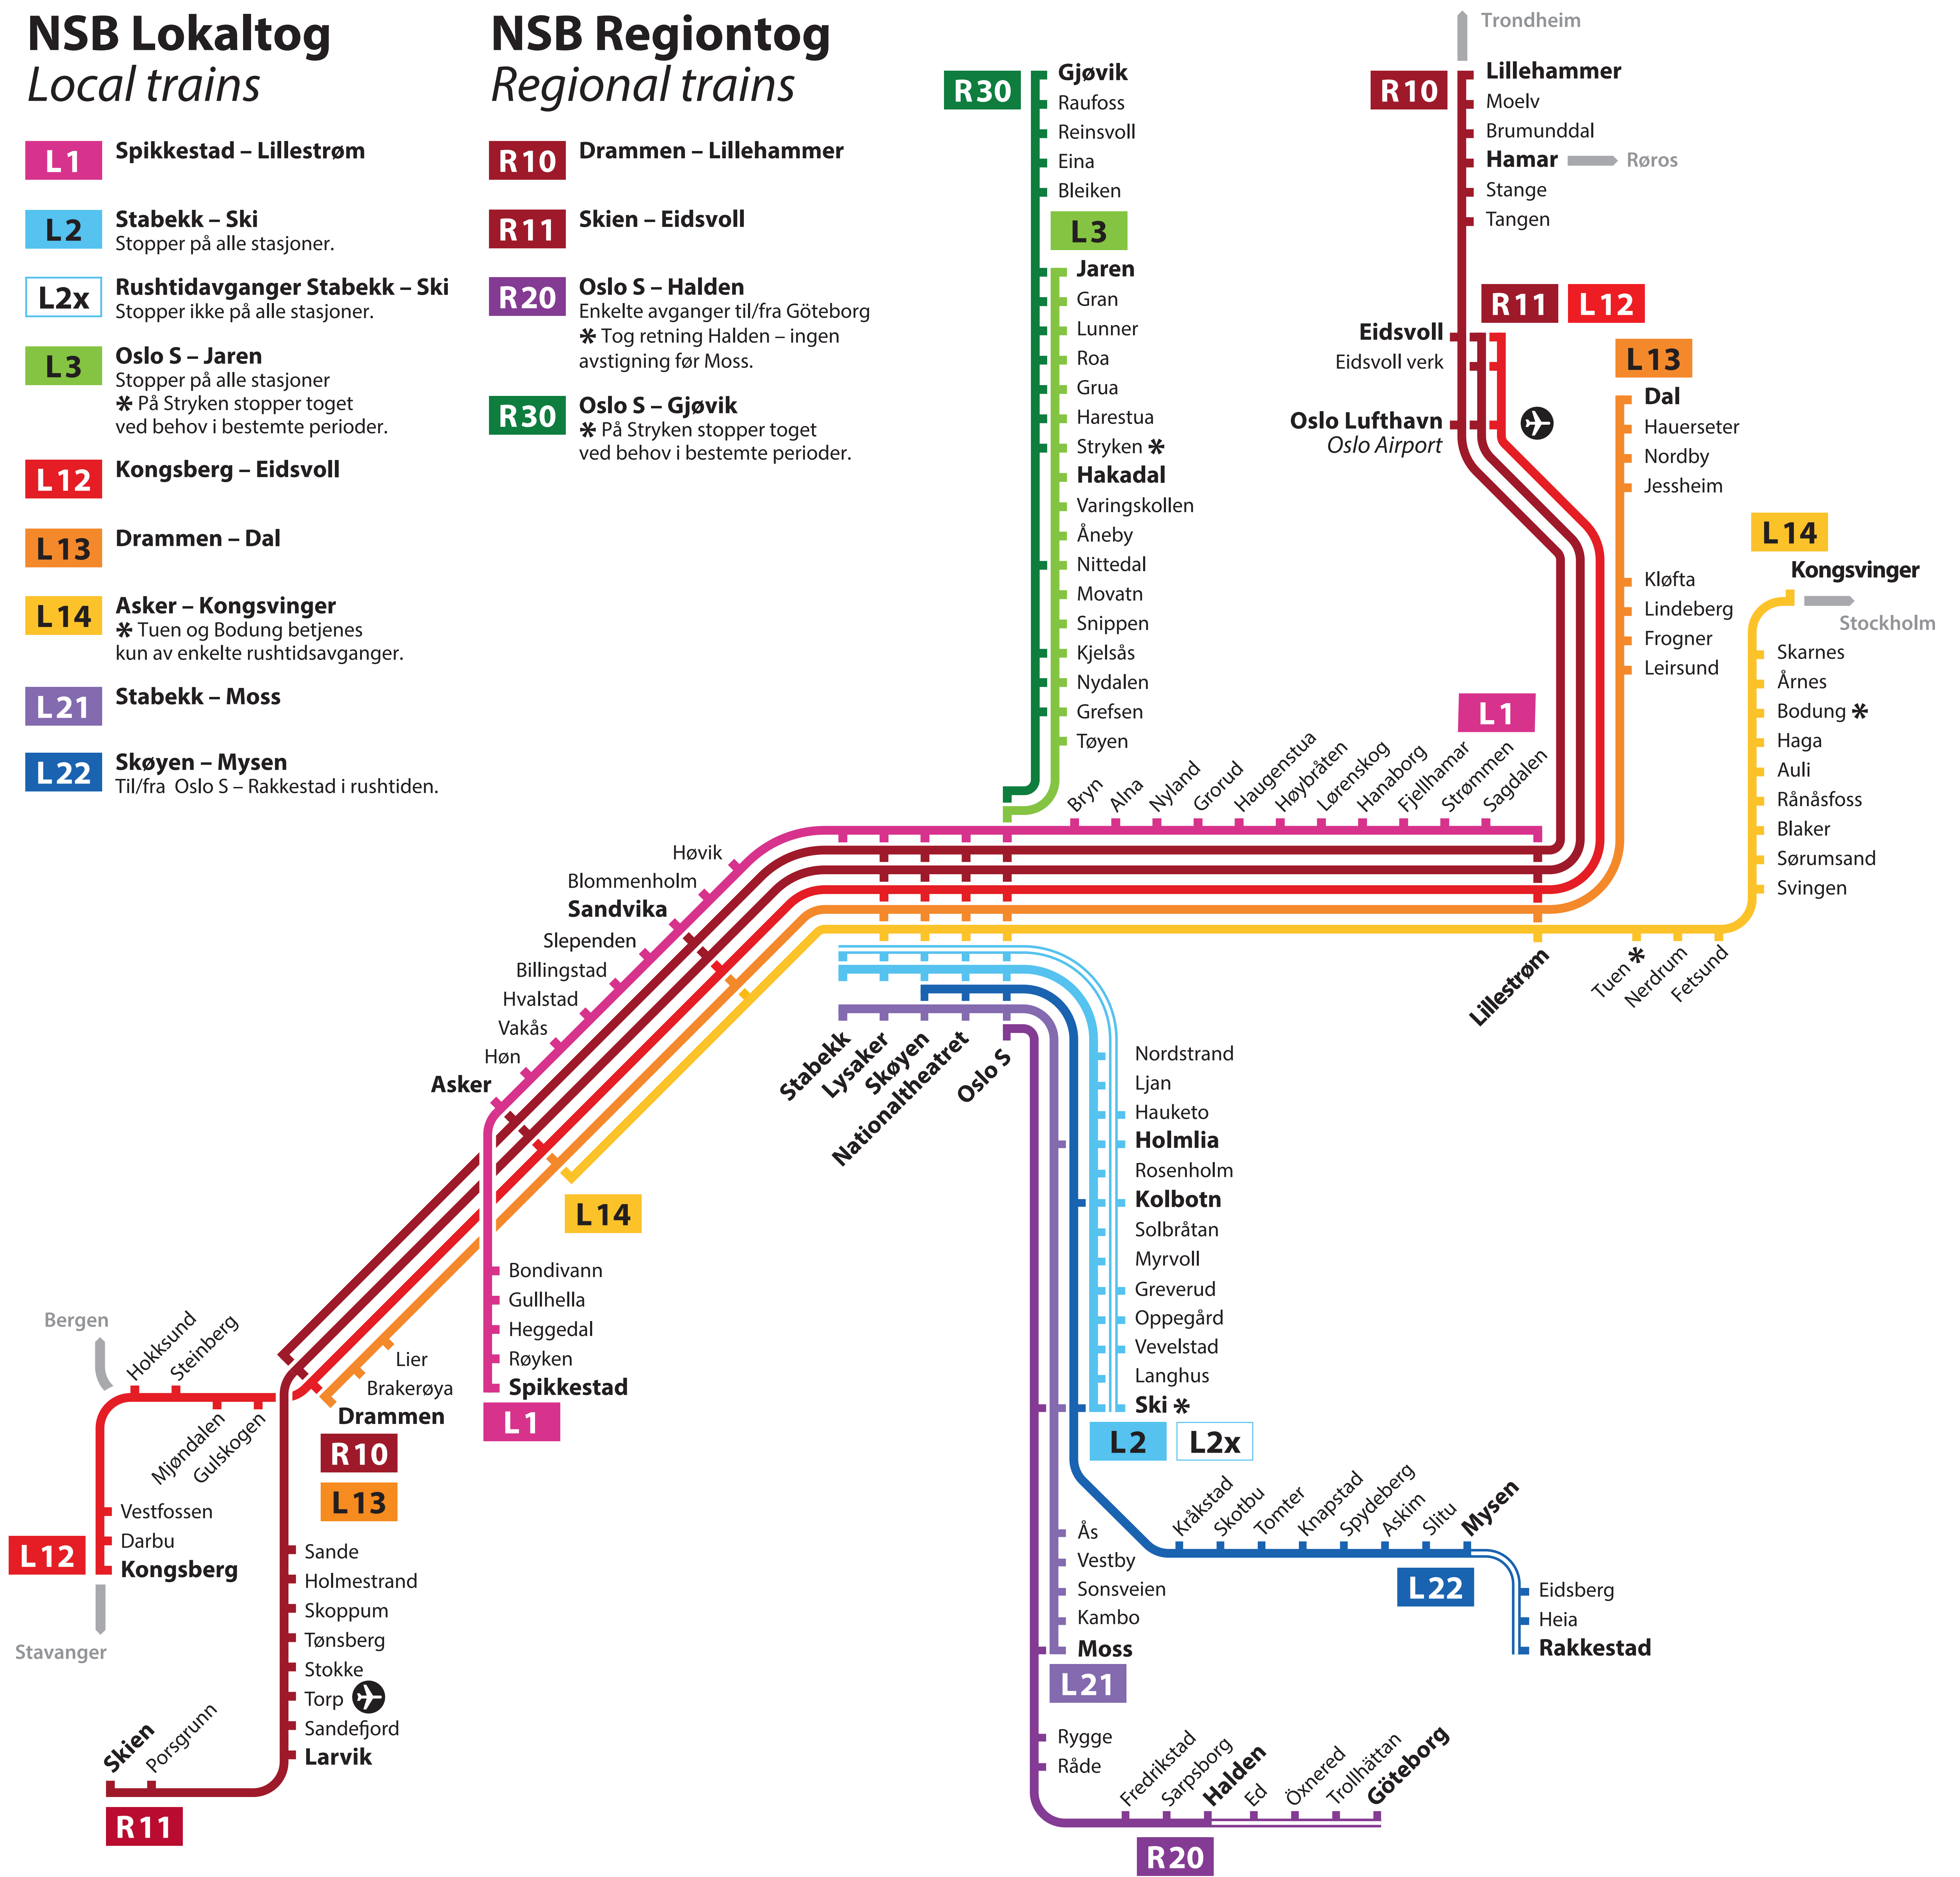 NSB Lokaltog
Local trains
L1
Spikkestad – Lillestrøm
L2
Stabekk – Ski
Stopper på alle stasjoner.
L2x
Rushtidavganger Stabekk – Ski
Stopper ikke på alle stasjoner.
L3
Oslo S – Jaren
Stopper på alle stasjoner
* På Stryken stopper toget
ved behov i bestemte perioder.
L12
Kongsberg – Eidsvoll
L13
Drammen – Dal
L14
Asker – Kongsvinger
* Tuen og Bodung betjenes
kun av enkelte rushtidsavganger.
L21
Stabekk – Moss
L22
Skøyen – Mysen
Til/fra Oslo S – Rakkestad i rushtiden.
NSB Regiontog
Regional trains
R10
Drammen – Lillehammer
R11
Skien – Eidsvoll
R20
Oslo S – Halden
Enkelte avganger til/fra Göteborg
* Tog retning Halden – ingen
avstigning før Moss.
R30
Oslo S – Gjøvik
* På Stryken stopper toget
ved behov i bestemte perioder.
R30
Gjøvik
Raufoss
Reinsvoll
Eina
Bleiken
L3
Jaren
Gran
Lunner
Roa
Grua
Harestua
Stryken *
Hakadal
Varingskollen
Åneby
Nittedal
Movatn
Snippen
Kjelsås
Nydalen
Grefsen
Tøyen
Trondheim
R10
Lillehammer
Moelv
Brumunddal
Hamar
Røros
Stange
Tangen
R11
L12
Eidsvoll
Eidsvoll verk
Oslo Lufthavn
Oslo Airport
L13
Dal
Hauerseter
Nordby
Jessheim
Kløfta
Lindeberg
Frogner
Leirsund
L14
Kongsvinger
Stockholm
Skarnes
Årnes
Bodung *
Haga
Auli
Rånåsfoss
Blaker
Sørumsand
Svingen
L1
Bryn
Alna
Nyland
Grorud
Haugenstua
Høybråten
Lørenskog
Hanaborg
Fjellhamar
Strømmen
Sagdalen
Lillestrøm
Tuen *
Nerdrum
Fetsund
Høvik
Blommenholm
Sandvika
Slependen
Billingstad
Hvalstad
Vakås
Høn
Asker
Stabekk
Lysaker
Skøyen
Nationaltheatret
Oslo S
L14
Bondivann
Gullhella
Heggedal
Røyken
Spikkestad
L1
Nordstrand
Ljan
Hauketo
Holmlia
Rosenholm
Kolbotn
Solbråtan
Myrvoll
Greverud
Oppegård
Vevelstad
Langhus
Ski *
L2
L2x
Bergen
Hokksund
Steinberg
Mjøndalen
Gulskogen
Lier
Brakerøya
Drammen
R10
L13
Vestfossen
Darbu
L12
Kongsberg
Stavanger
Sande
Holmestrand
Skoppum
Tønsberg
Stokke
Torp
Sandefjord
Larvik
Skien
Porsgrunn
R11
Kråkstad
Skotbu
Tomter
Knapstad
Spydeberg
Askim
Slitu
Mysen
L22
Eidsberg
Heia
Rakkestad
Ås
Vestby
Sonsveien
Kambo
Moss
L21
Rygge
Råde
Fredrikstad
Sarpsborg
Halden
Ed
Öxnered
Trollhättan
Göteborg
R20